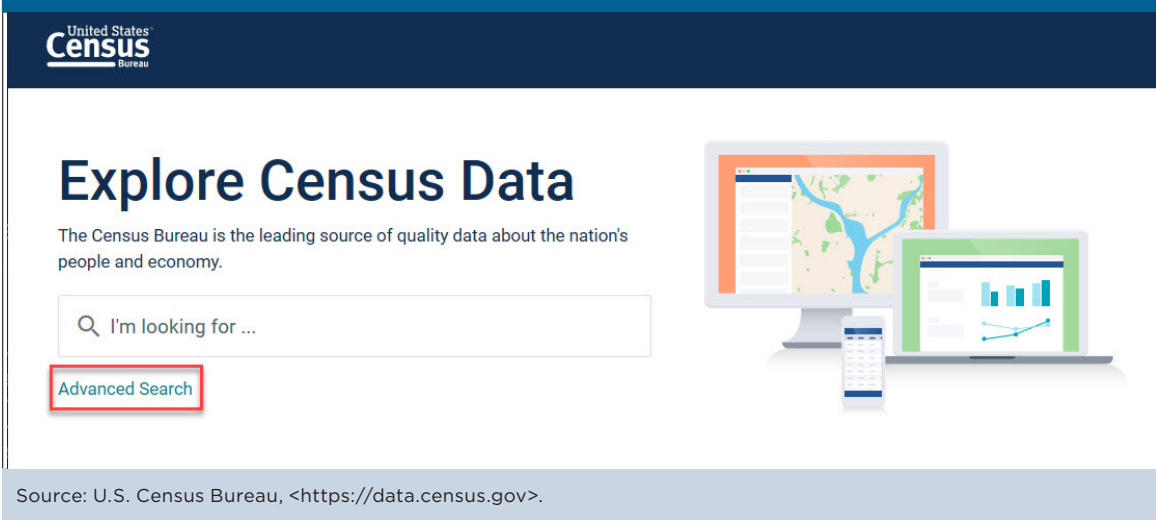 United States
Census
Bureau
Explore Census Data
The Census Bureau is the leading source of quality data about the nation's
people and economy.
I'm looking for ...
Advanced Search
Source: U.S. Census Bureau, <https://data.census.gov>.